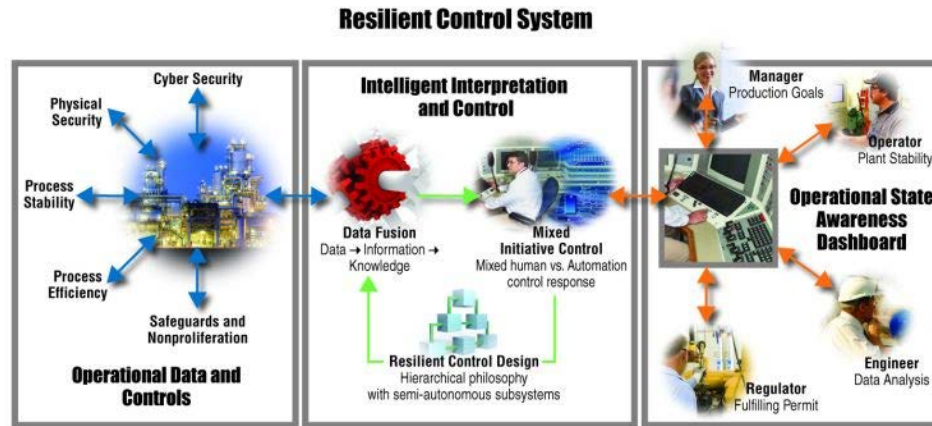 Resilient Control System
Cyber Security
Physical
Security
Process
Stability
Process
Efficiency
Safeguards and
Nonproliferation
Operational Data and
Controls
Intelligent Interpretation
and Control
Data Fusion
Data → Information →
Knowledge
Mixed
Initiative Control
Mixed human vs. Automation
control response
Resilient Control Design
Hierarchical philosophy
with semi-autonomous subsystems
Manager
Production Goals
Operator
Plant Stability
Operational State
Awareness
Dashboard
Regulator
Fulfilling Permit
Engineer
Data Analysis